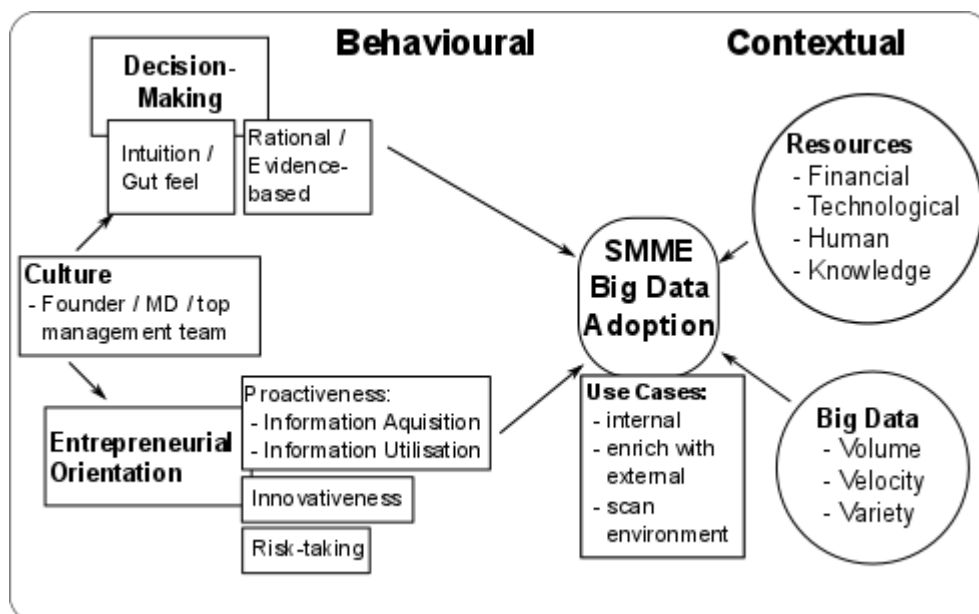 Behavioural
Contextual
Decision-
Making
Intuition /
Gut feel
Rational /
Evidence-
based
Culture
- Founder / MD / top
management team
Entrepreneurial
Orientation
Proactiveness:
- Information Aquisition
- Information Utilisation
Innovativeness
Risk-taking
SMME
Big Data
Adoption
Use Cases:
- internal
- enrich with
external
- scan
environment
Resources
- Financial
- Technological
- Human
- Knowledge
Big Data
- Volume
- Velocity
- Variety